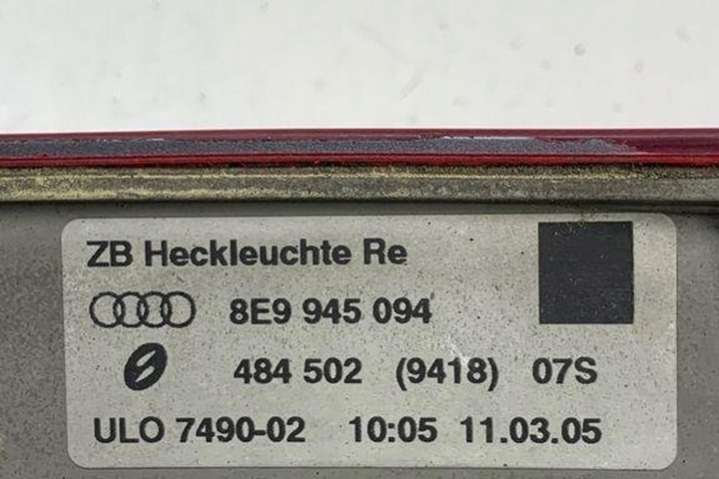 ZB Heckleuchte Re
8E9 945 094
484 502 (9418) 07S
ULO 7490-02 10:05 11.03.05